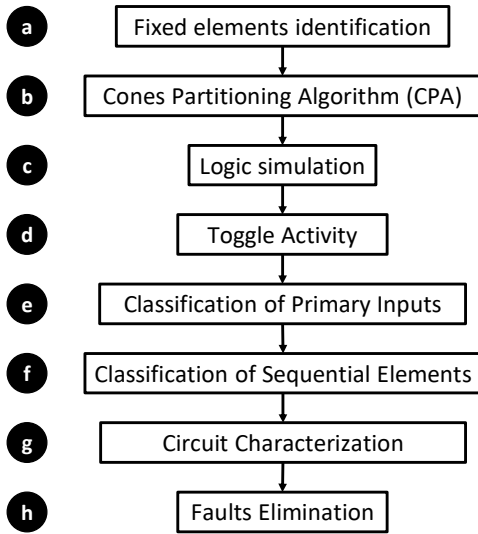 a Fixed elements identification
b Cones Partitioning Algorithm (CPA)
c Logic simulation
d Toggle Activity
e Classification of Primary Inputs
f Classification of Sequential Elements
g Circuit Characterization
h Faults Elimination